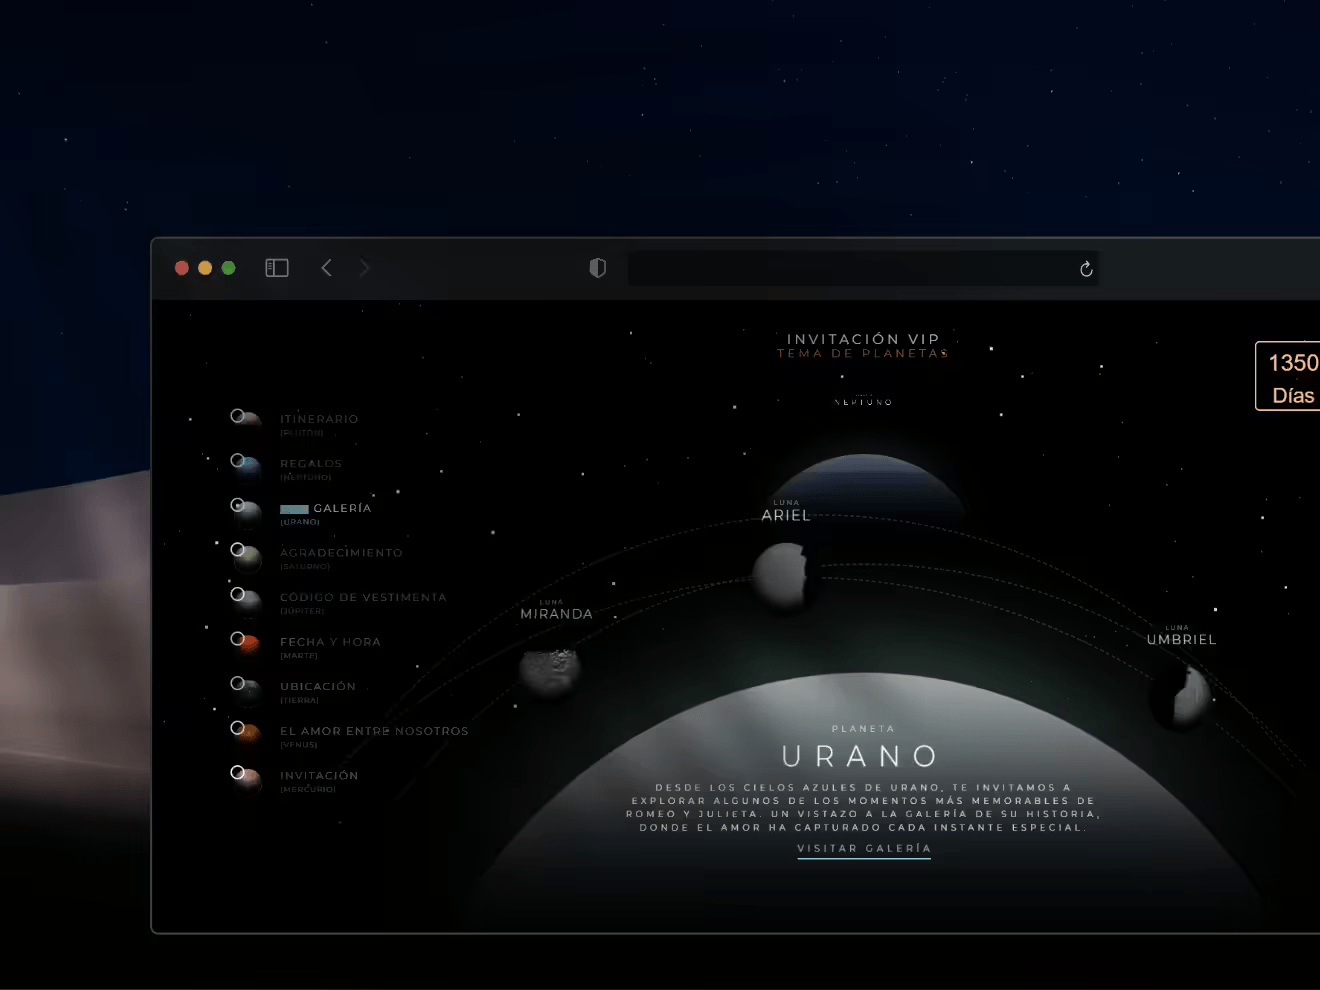 INVITACIÓN VIP
TEMA DE PLANETAS
NEPTUNO
1350
Días
ITINERARIO
(PLUTÓN)
REGALOS
(NEPTUNO)
GALERÍA
(URANO)
AGRADECIMIENTO
(SATURNO)
CÓDIGO DE VESTIMENTA
(JÚPITER)
FECHA Y HORA
(MARTE)
UBICACIÓN
(TIERRA)
EL AMOR ENTRE NOSOTROS
(VENUS)
INVITACIÓN
(MERCURIO)
LUNA
ARIEL
LUNA
MIRANDA
LUNA
UMBRIEL
PLANETA
URANO
DESDE LOS CIELOS AZULES DE URANO, TE INVITAMOS A
EXPLORAR ALGUNOS DE LOS MOMENTOS MÁS MEMORABLES DE
ROMEO Y JULIETA. UN VISTAZO A LA GALERÍA DE SU HISTORIA,
DONDE EL AMOR HA CAPTURADO CADA INSTANTE ESPECIAL.
VISITAR GALERÍA